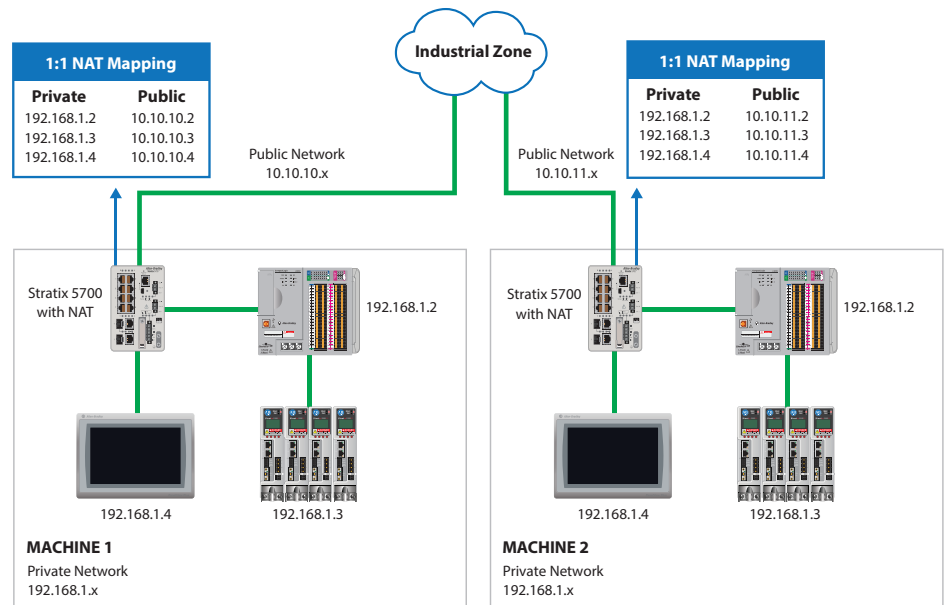 Industrial Zone
1:1 NAT Mapping
Private Public
192.168.1.2 10.10.10.2
192.168.1.3 10.10.10.3
192.168.1.4 10.10.10.4
1:1 NAT Mapping
Private Public
192.168.1.2 10.10.11.2
192.168.1.3 10.10.11.3
192.168.1.4 10.10.11.4
Public Network
10.10.10.x
Public Network
10.10.11.x
Stratix 5700
with NAT
192.168.1.2
192.168.1.4
192.168.1.3
MACHINE 1
Private Network
192.168.1.x
Stratix 5700
with NAT
192.168.1.2
192.168.1.4
192.168.1.3
MACHINE 2
Private Network
192.168.1.x